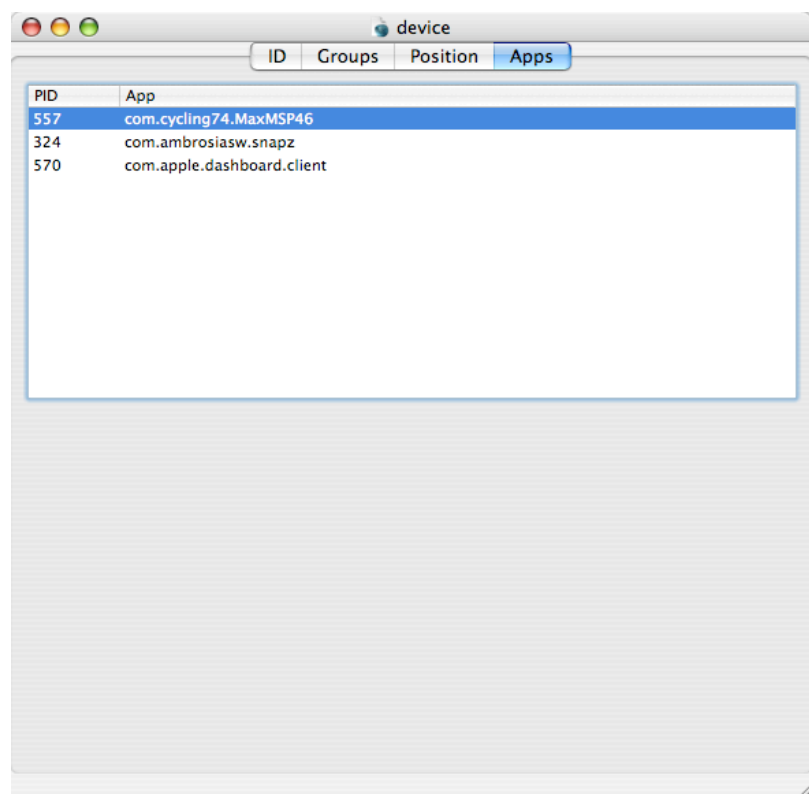 device
ID Groups Position Apps
PID App
557 com.cycling74.MaxMSP46
324 com.ambrosiasw.snapz
570 com.apple.dashboard.client